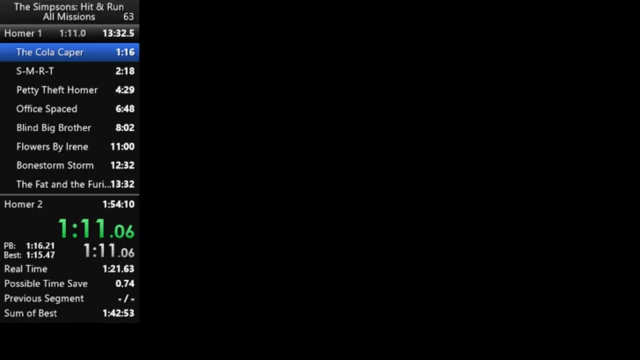 The Simpsons: Hit & Run
All Missions 63
Homer 1 1:11.0 13:32.5
The Cola Caper 1:16
S-M-R-T 2:18
Petty Theft Homer 4:29
Office Spaced 6:48
Blind Big Brother 8:02
Flowers By Irene 11:00
Bonestorm Storm 12:32
The Fat and the Furi...13:32
Homer 2 1:54:10
1:11.06
PB: 1:16.21
Best: 1:15.47 1:11.06
Real Time 1:21.63
Possible Time Save 0.74
Previous Segment - / -
Sum of Best 1:42:53